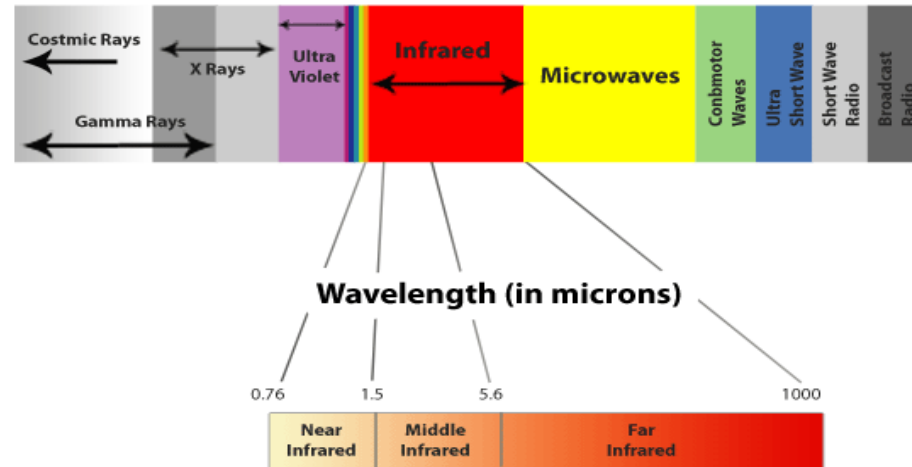 Costmic Rays
X Rays
Gamma Rays
Ultra
Violet
Infrared
Microwaves
Conbmotor
Waves
Ultra
Short Wave
Short Wave
Radio
Broadcast
Radio
Wavelength (in microns)
0.76
1.5
5.6
1000
Near
Infrared
Middle
Infrared
Far
Infrared